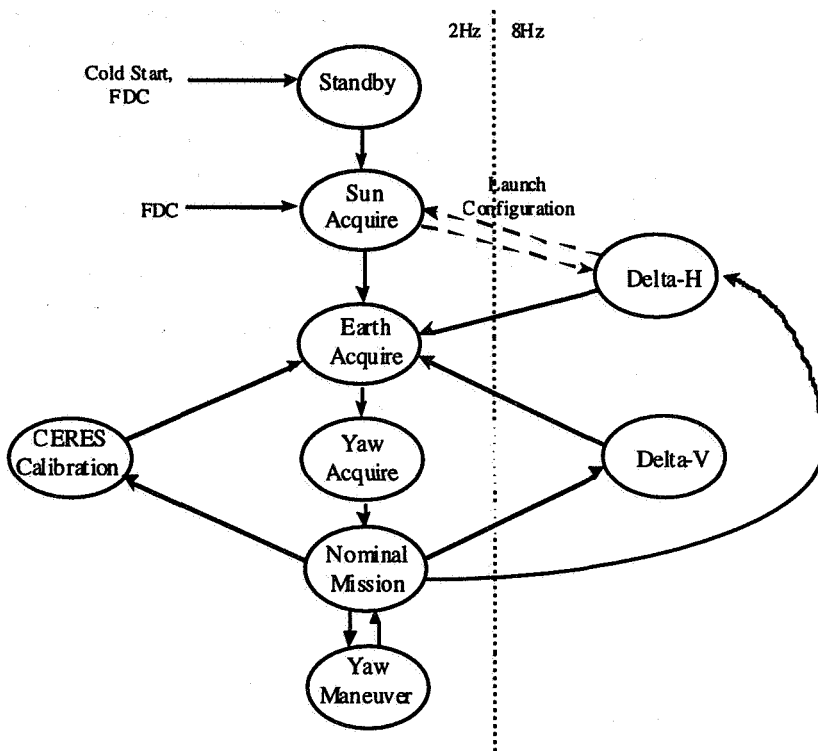 2Hz 8Hz
Cold Start,
FDC
Standby
Sun
Acquire
FDC
Launch
Configuration
Delta-H
Earth
Acquire
CERES
Calibration
Yaw
Acquire
Delta-V
Nominal
Mission
Yaw
Maneuver